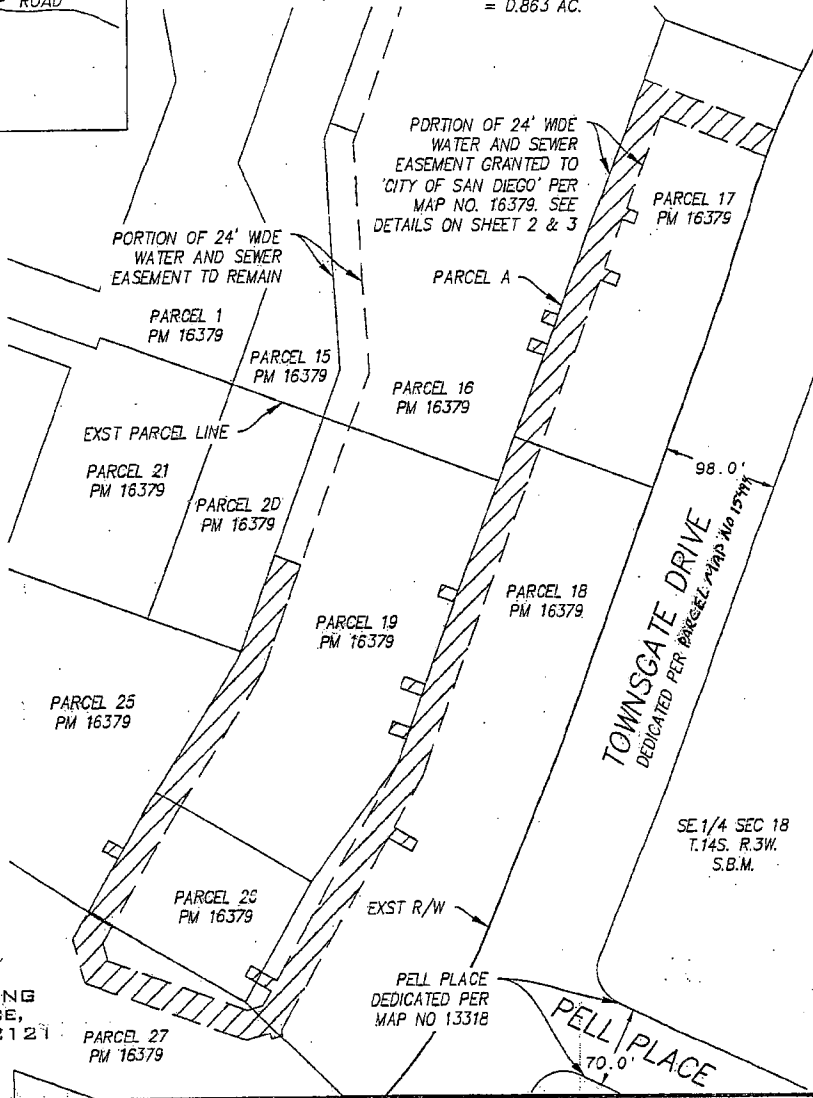 ROAD
= 0.863 AC.
PORTION OF 24' WIDE
WATER AND SEWER
EASEMENT GRANTED TO
'CITY OF SAN DIEGO' PER
MAP NO. 16379. SEE
DETAILS ON SHEET 2 & 3
PARCEL 17
PM 16379
PORTION OF 24' WIDE
WATER AND SEWER
EASEMENT TO REMAIN
PARCEL A
PARCEL 1
PM 16379
PARCEL 15
PM 16379
PARCEL 16
PM 16379
EXST PARCEL LINE
PARCEL 21
PM 16379
PARCEL 20
PM 16379
98.0'
TOWNSGATE DRIVE
DEDICATED PER PARCEL MAP NO
PARCEL 18
PM 16379
PARCEL 19
PM 16379
PARCEL 25
PM 16379
SE 1/4 SEC 18
T.14S. R.3W.
S.B.M.
PARCEL 26
PM 16379
EXST R/W
PELL PLACE
DEDICATED PER
MAP NO 13318
PELL PLACE
70.0'
NG
GE,
2121
PARCEL 27
PM 16379